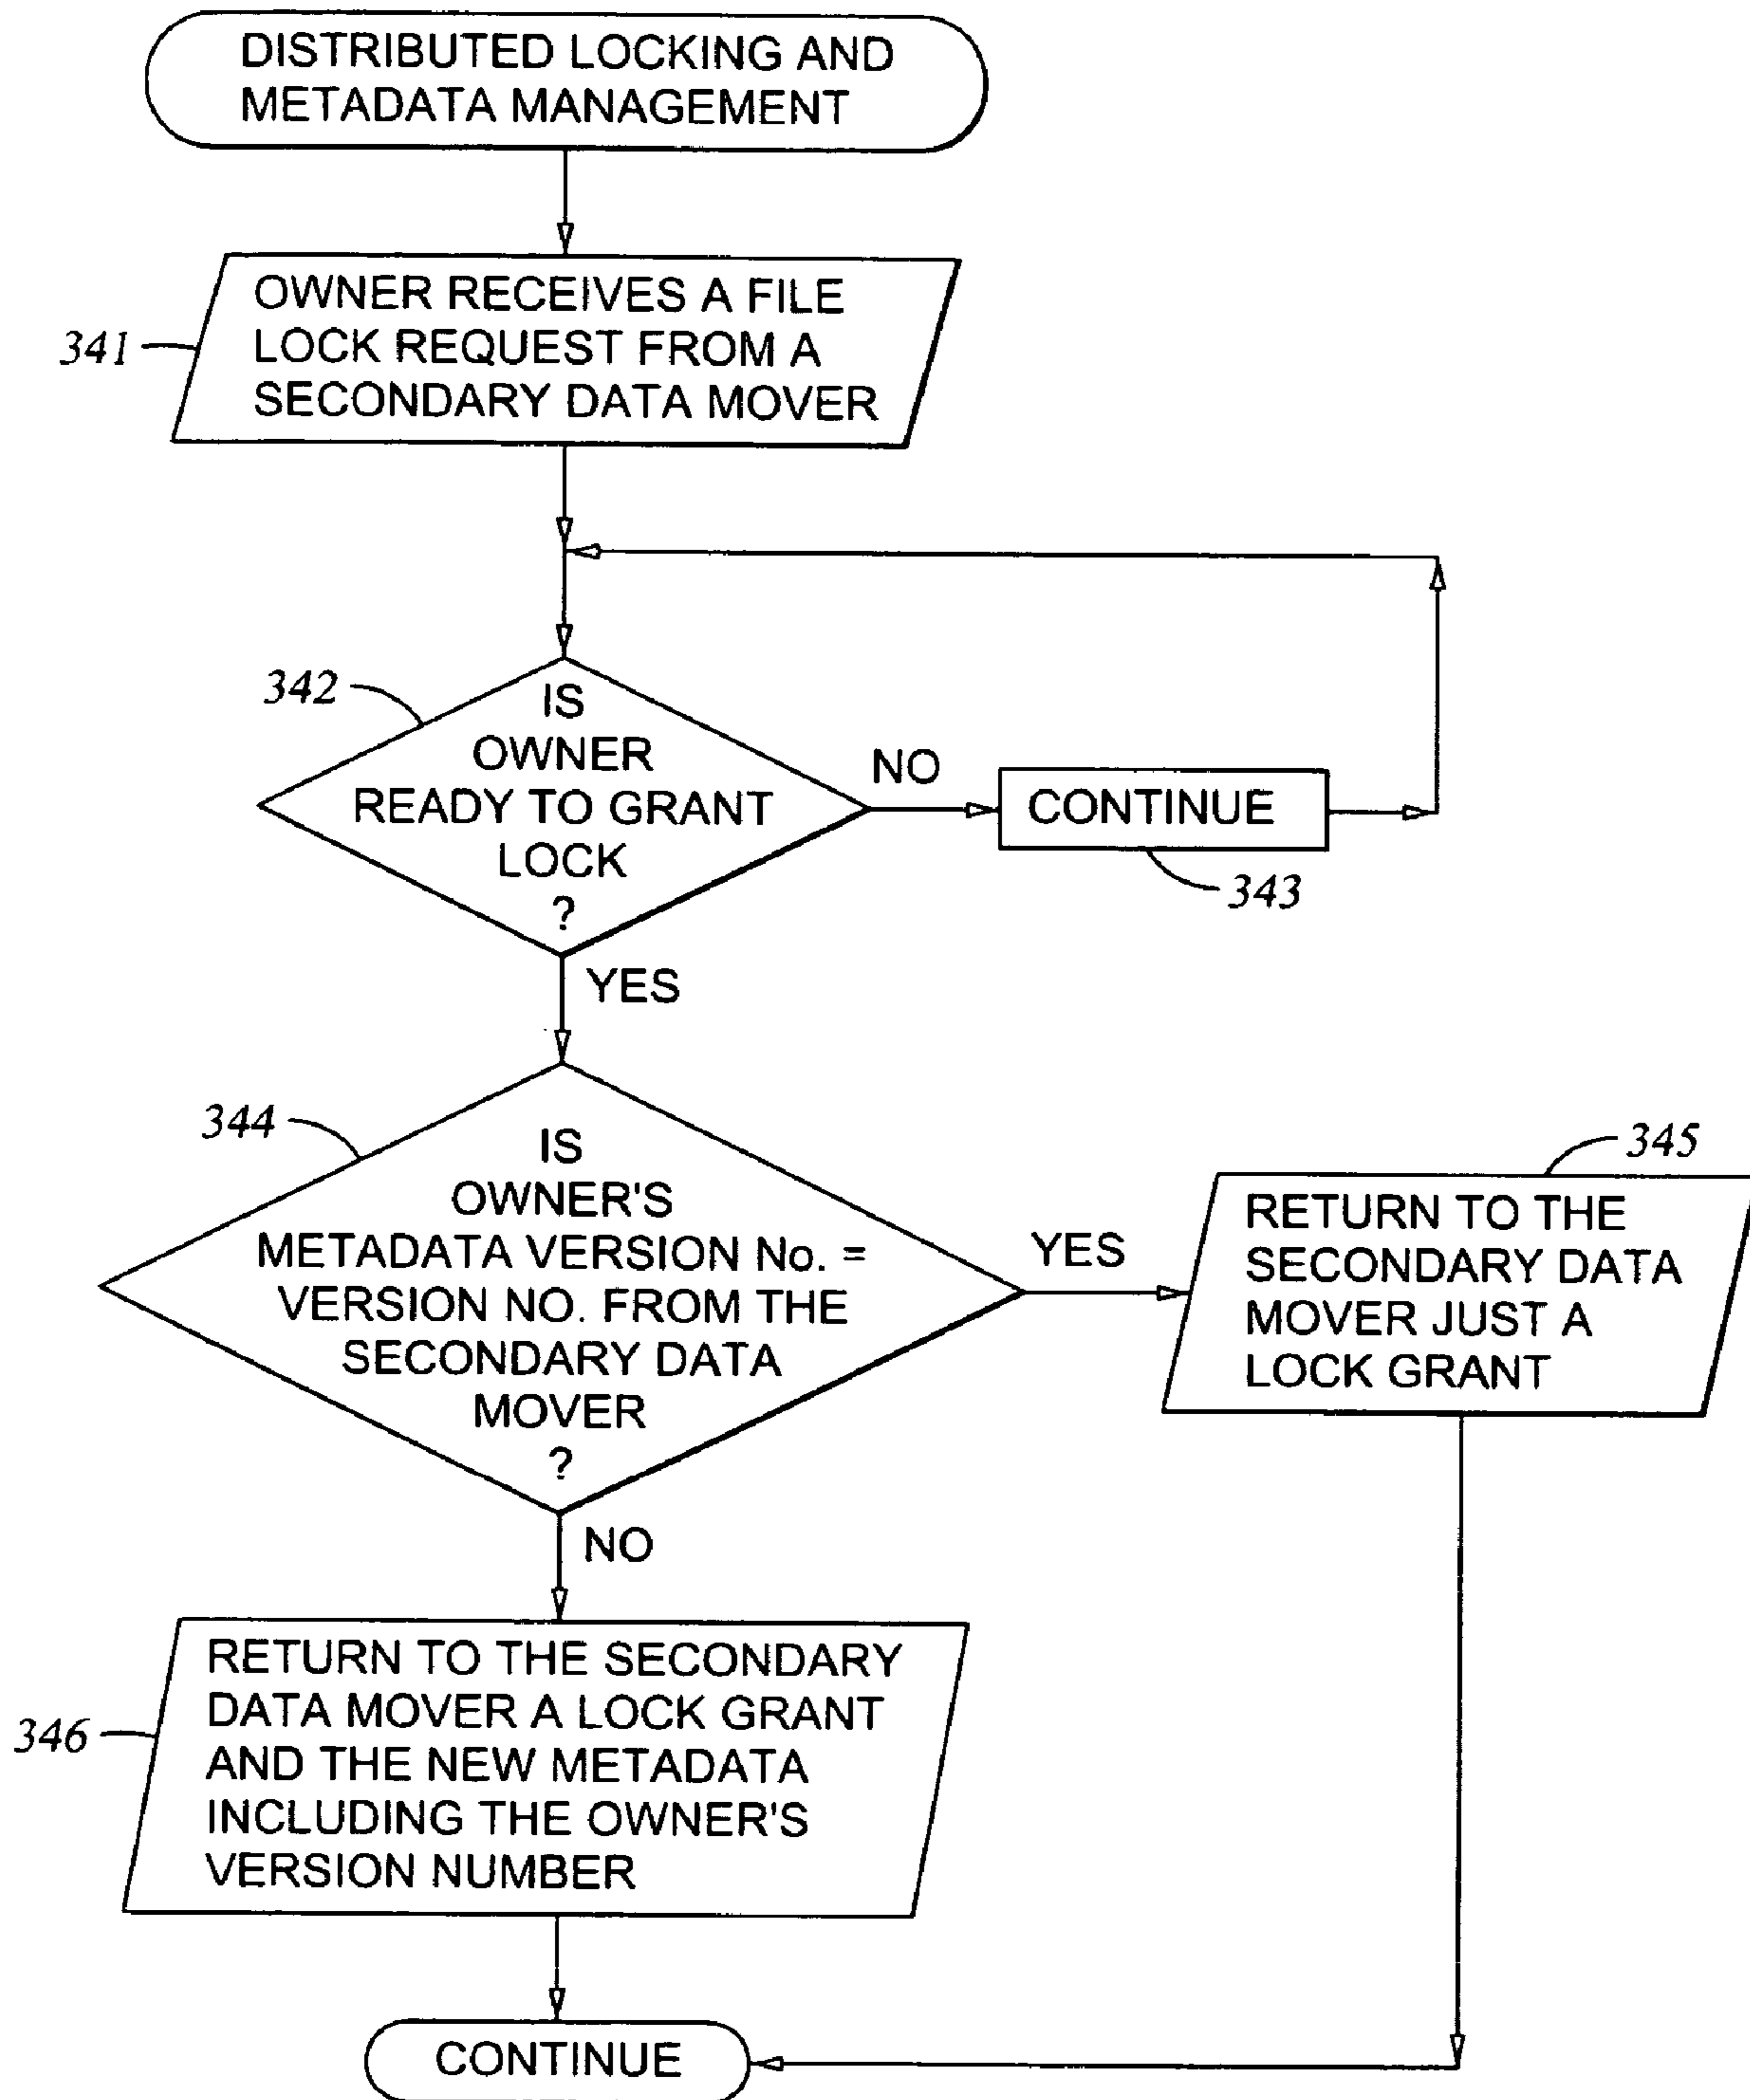 DISTRIBUTED LOCKING AND
METADATA MANAGEMENT
341
OWNER RECEIVES A FILE
LOCK REQUEST FROM A
SECONDARY DATA MOVER
342
IS
OWNER
READY TO GRANT
LOCK
?
NO
CONTINUE
343
YES
344
IS
OWNER'S
METADATA VERSION No. =
VERSION NO. FROM THE
SECONDARY DATA
MOVER
?
YES
345
RETURN TO THE
SECONDARY DATA
MOVER JUST A
LOCK GRANT
NO
346
RETURN TO THE SECONDARY
DATA MOVER A LOCK GRANT
AND THE NEW METADATA
INCLUDING THE OWNER'S
VERSION NUMBER
CONTINUE